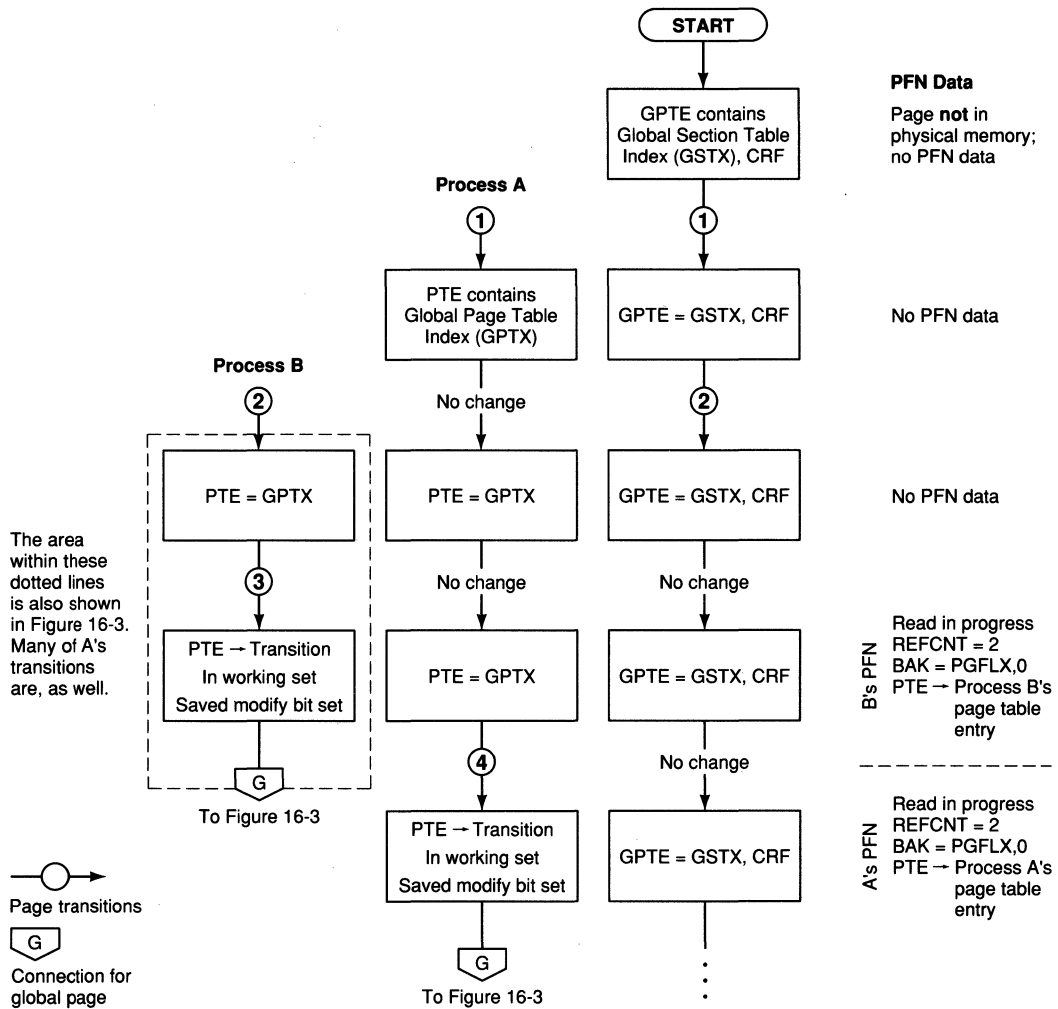 START
PFN Data
GPTE contains
Global Section Table
Index (GSTX), CRF
Page not in
physical memory;
no PFN data
Process A
1
1
PTE contains
Global Page Table
Index (GPTX)
GPTE = GSTX, CRF
No PFN data
Process B
2
No change
2
PTE = GPTX
PTE = GPTX
GPTE = GSTX, CRF
No PFN data
The area
within these
dotted lines
is also shown
in Figure 16-3.
Many of A's
transitions
are, as well.
3
No change
No change
PTE → Transition
In working set
Saved modify bit set
PTE = GPTX
GPTE = GSTX, CRF
B's PFN
Read in progress
REFCNT = 2
BAK = PGFLX,0
PTE → Process B's
page table
entry
G
To Figure 16-3
4
No change
PTE → Transition
In working set
Saved modify bit set
GPTE = GSTX, CRF
A's PFN
Read in progress
REFCNT = 2
BAK = PGFLX,0
PTE → Process A's
page table
entry
Page transitions
G
Connection for
global page
G
To Figure 16-3